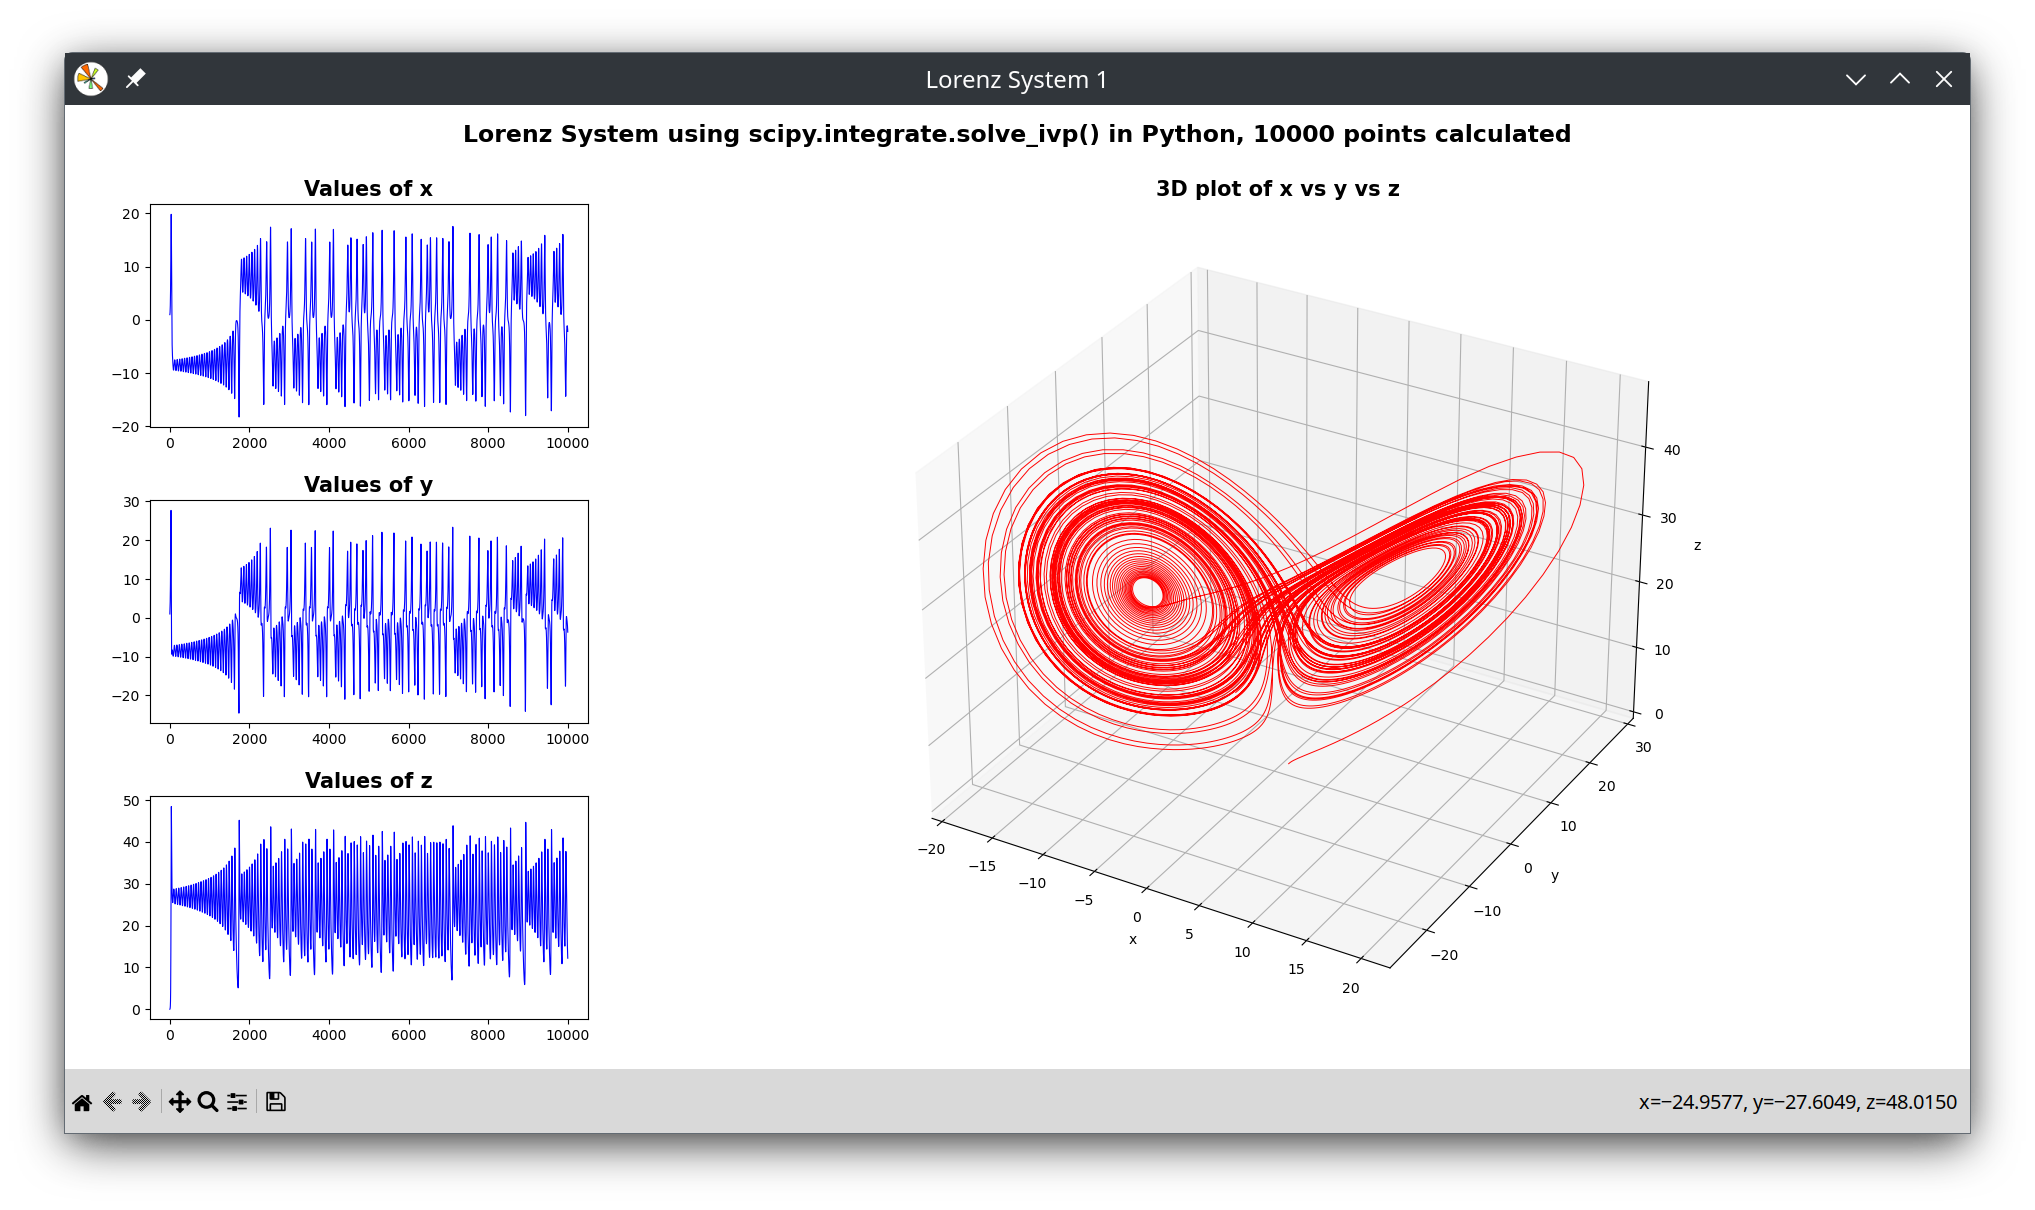 Lorenz System 1
Lorenz System using scipy.integrate.solve_ivp() in Python, 10000 points calculated
Values of x
20
10
0
−10
−20
0 2000 4000 6000 8000 10000
Values of y
30
20
10
0
−10
−20
0 2000 4000 6000 8000 10000
Values of z
50
40
30
20
10
0
0 2000 4000 6000 8000 10000
3D plot of x vs y vs z
40
30
z
20
10
0
30
20
10
0
y
−10
−20
−20
−15
−10
−5
0
x
5
10
15
20
x=−24.9577, y=−27.6049, z=48.0150